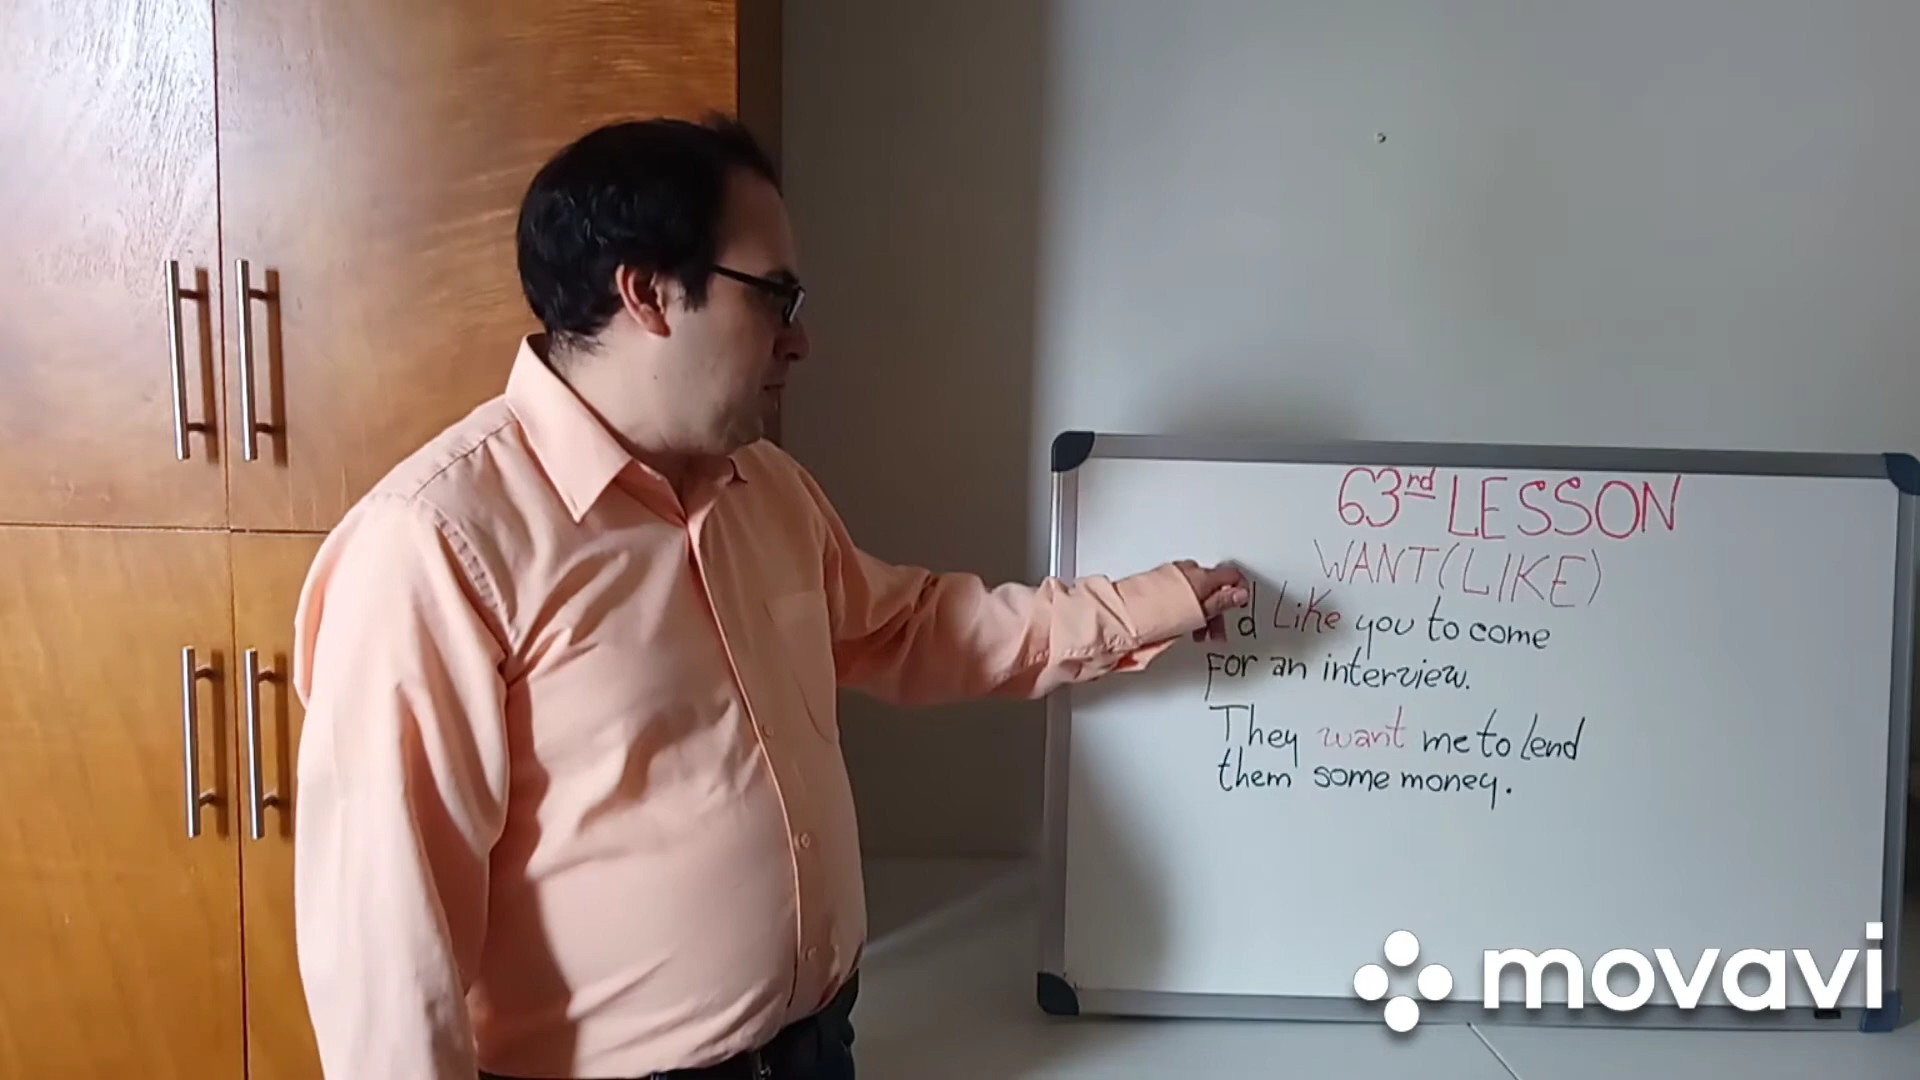 63rd LESSON
WANT (LIKE)
'd Like you to come
For an interview.
They want me to lend
them some money.
movavi